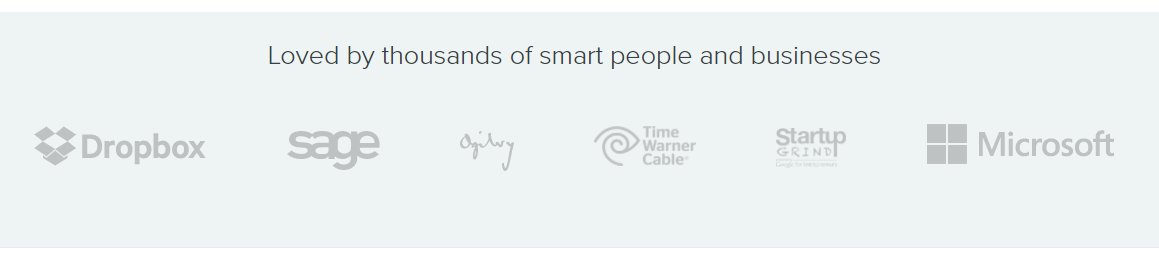 Loved by thousands of smart people and businesses
Dropbox
sage
Ogilvy
Time
Warner
Cable
Startup
GRIND
Microsoft